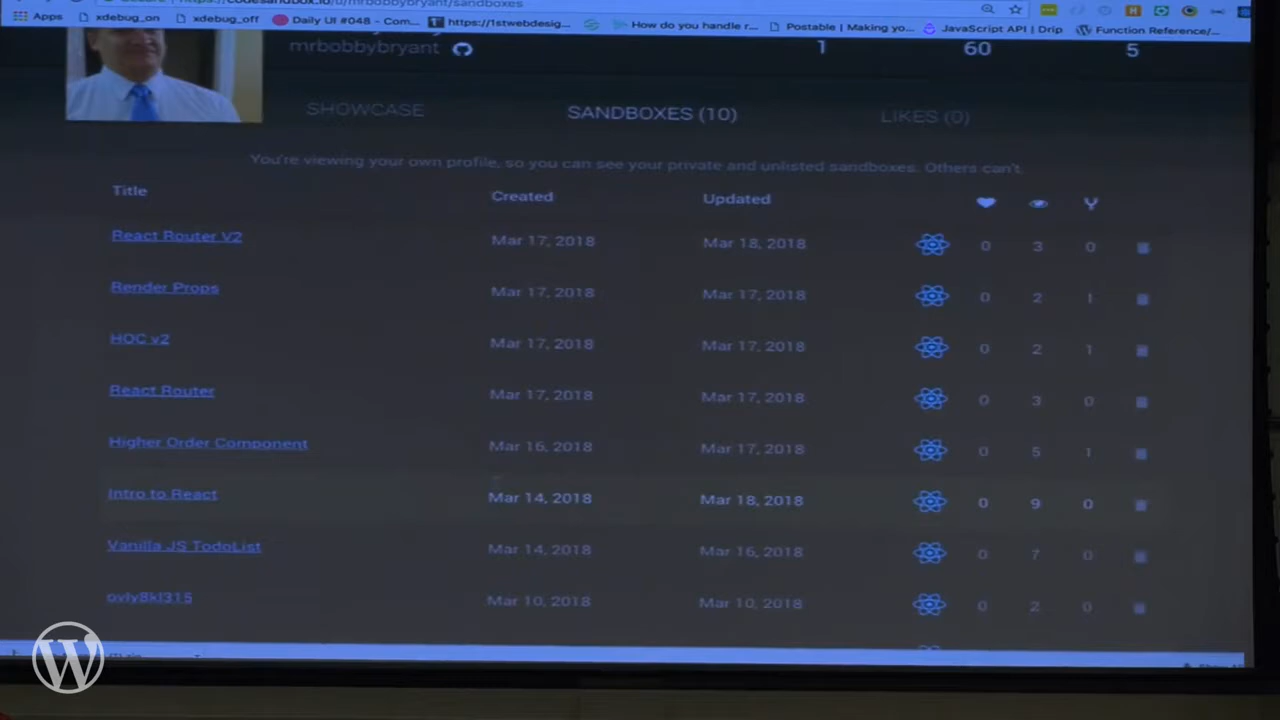 codesandbox.io/u/mrbobbybryant/sandboxes
Apps xdebug_on xdebug_off Daily UI #048 - Com... https://1stwebdesig... How do you handle r... Postable | Making yo... JavaScript API | Drip Function Reference/...
mrbobbybryant 1 60 5
SHOWCASE SANDBOXES (10) LIKES (0)
You're viewing your own profile, so you can see your private and unlisted sandboxes. Others can't.
Title Created Updated
React Router V2 Mar 17, 2018 Mar 18, 2018 0 3 0
Render Props Mar 17, 2018 Mar 17, 2018 0 2 1
HOC v2 Mar 17, 2018 Mar 17, 2018 0 2 1
React Router Mar 17, 2018 Mar 17, 2018 0 3 0
Higher Order Component Mar 16, 2018 Mar 17, 2018 0 5 1
Intro to React Mar 14, 2018 Mar 18, 2018 0 9 0
Vanilla JS TodoList Mar 14, 2018 Mar 16, 2018 0 7 0
ovly8kl315 Mar 10, 2018 Mar 10, 2018 0 2 0